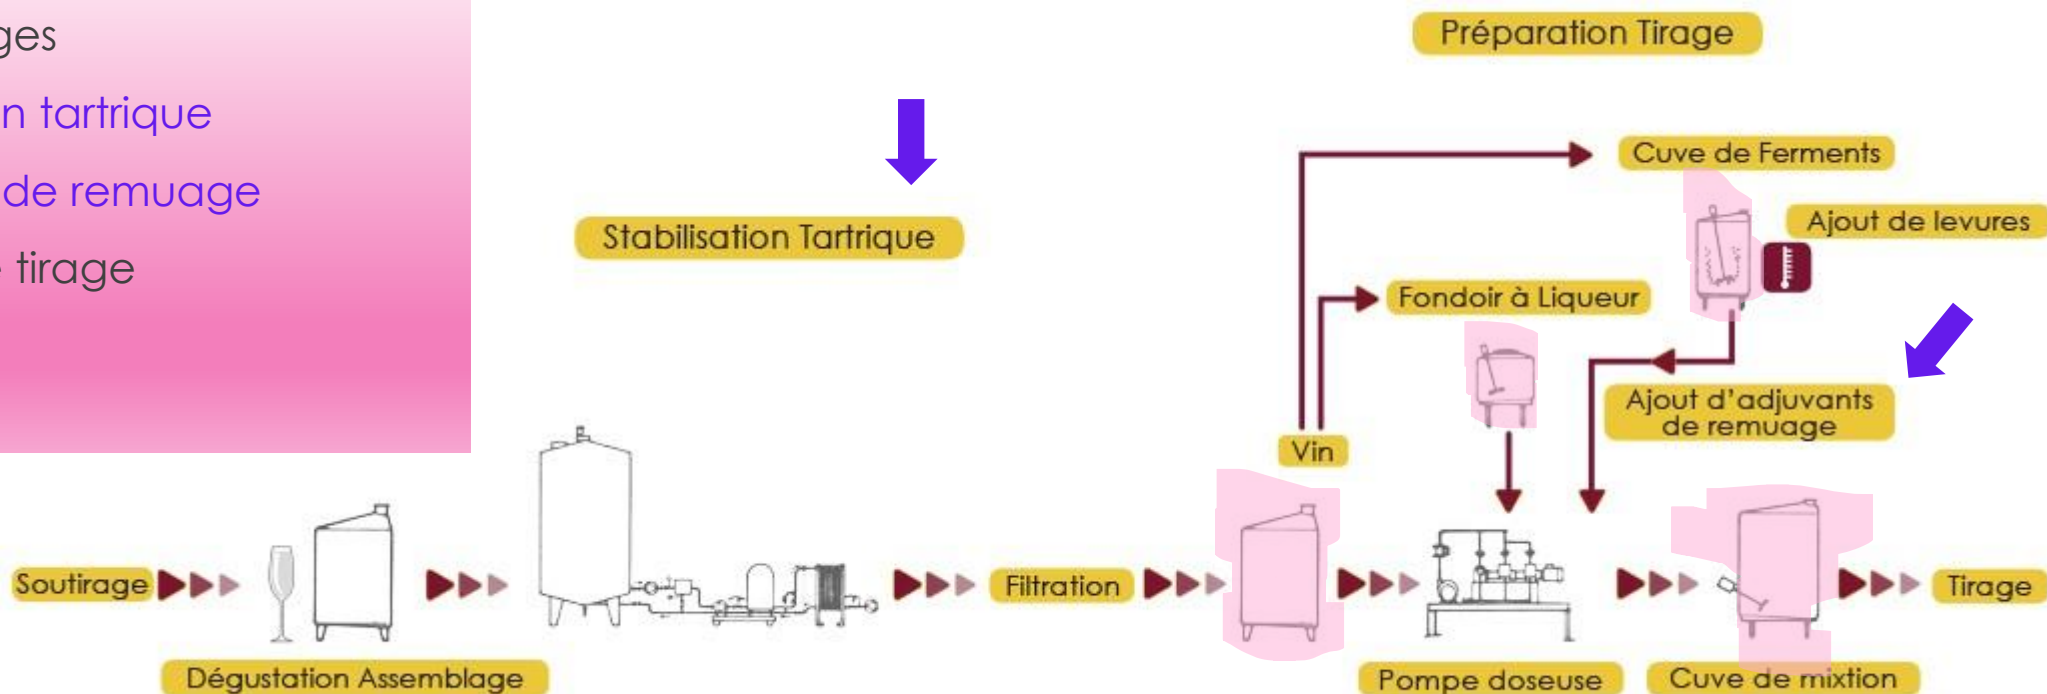 ges
n tartrique
de remuage
tirage
Préparation Tirage
Cuve de Ferments
Ajout de levures
Stabilisation Tartrique
Fondoir à Liqueur
Ajout d'adjuvants
de remuage
Vin
Soutirage
Filtration
Tirage
Dégustation Assemblage
Pompe doseuse
Cuve de mixtion